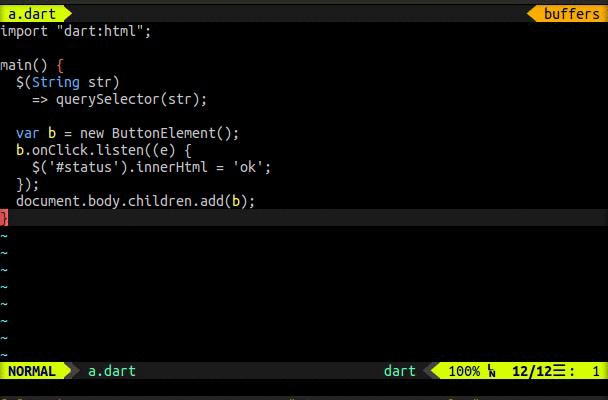 a.dart buffers
import "dart:html";
main() {
  $(String str)
    => querySelector(str);
  var b = new ButtonElement();
  b.onClick.listen((e) {
    $('#status').innerHtml = 'ok';
  });
  document.body.children.add(b);
}
~
~
~
~
~
~
~
~
NORMAL a.dart dart 100% ␤ 12/12☰: 1